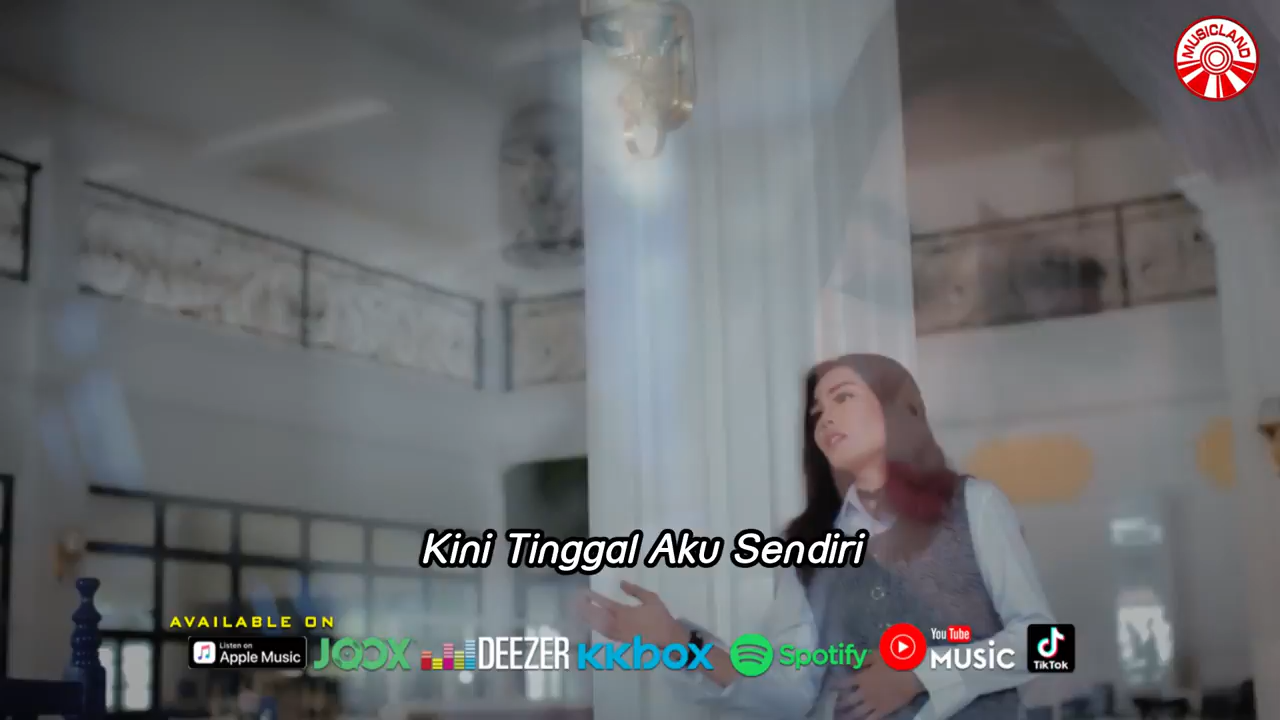 MUSICLAND
Kini Tinggal Aku Sendiri
AVAILABLE ON
Listen on
Apple Music
JOOX
DEEZER
KKBOX
Spotify
YouTube
MUSIC
TikTok